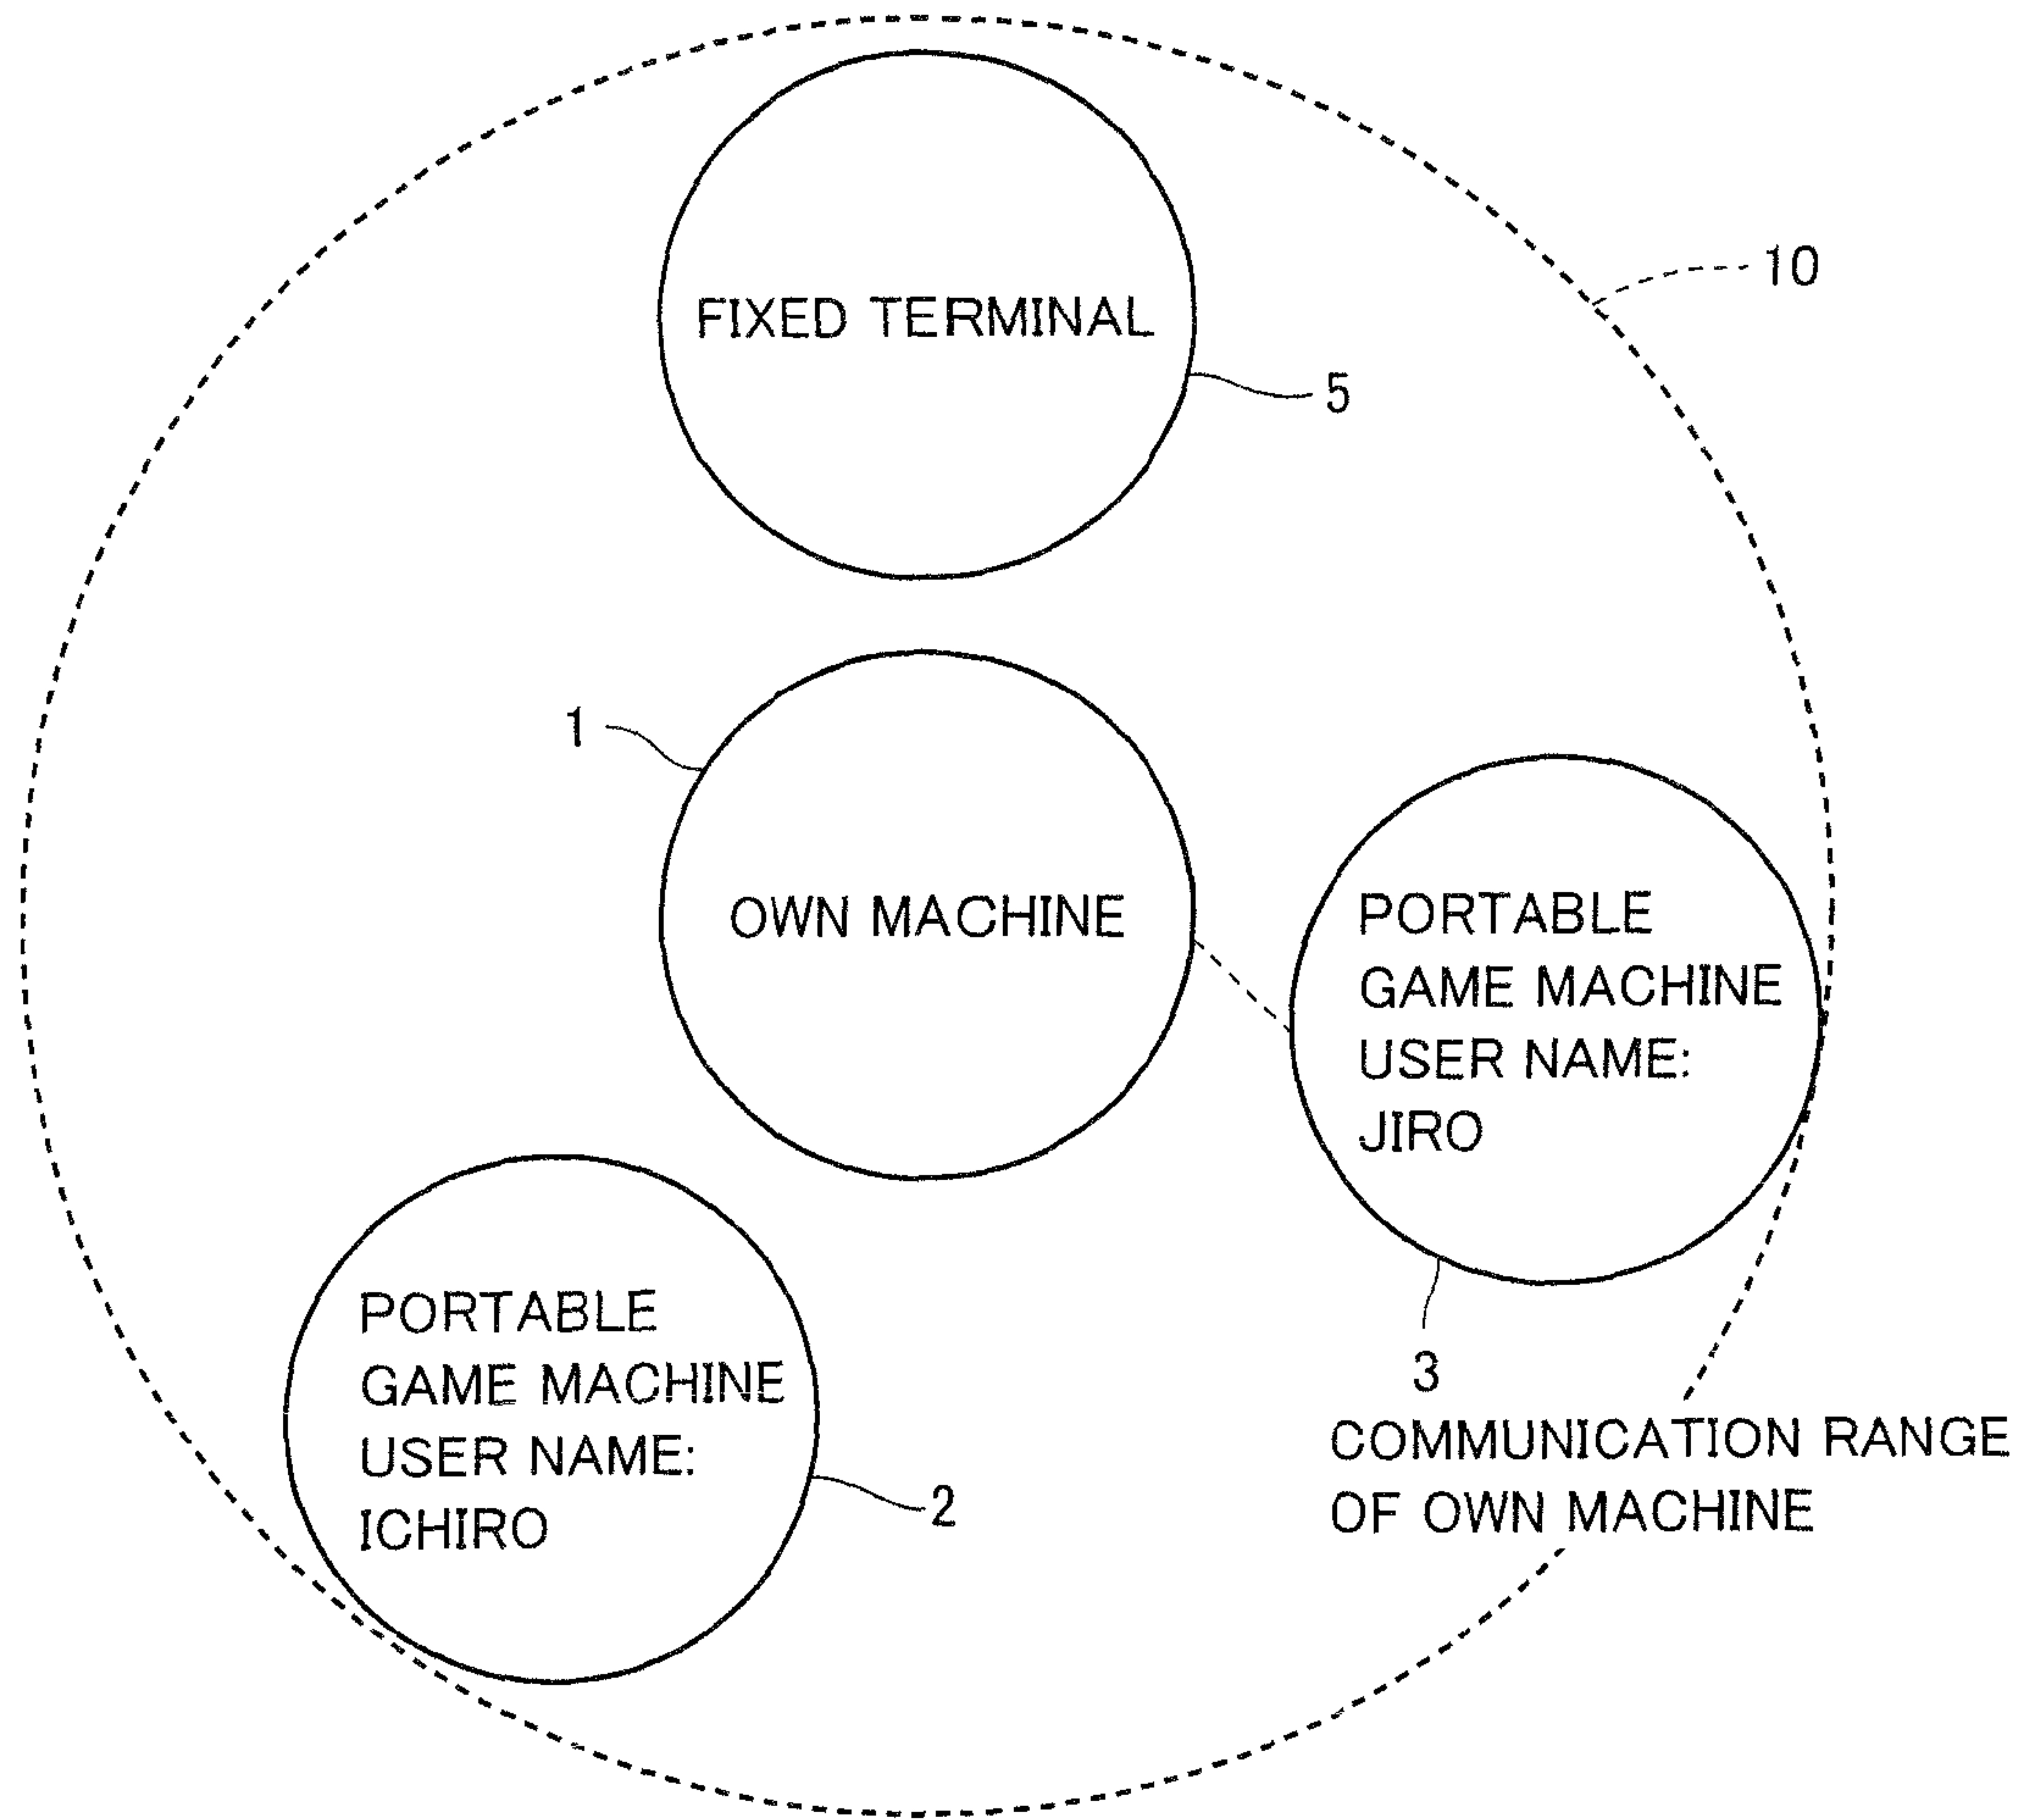 10
FIXED TERMINAL
5
1
OWN MACHINE
PORTABLE
GAME MACHINE
USER NAME:
JIRO
3
PORTABLE
GAME MACHINE
USER NAME:
ICHIRO
2
COMMUNICATION RANGE
OF OWN MACHINE